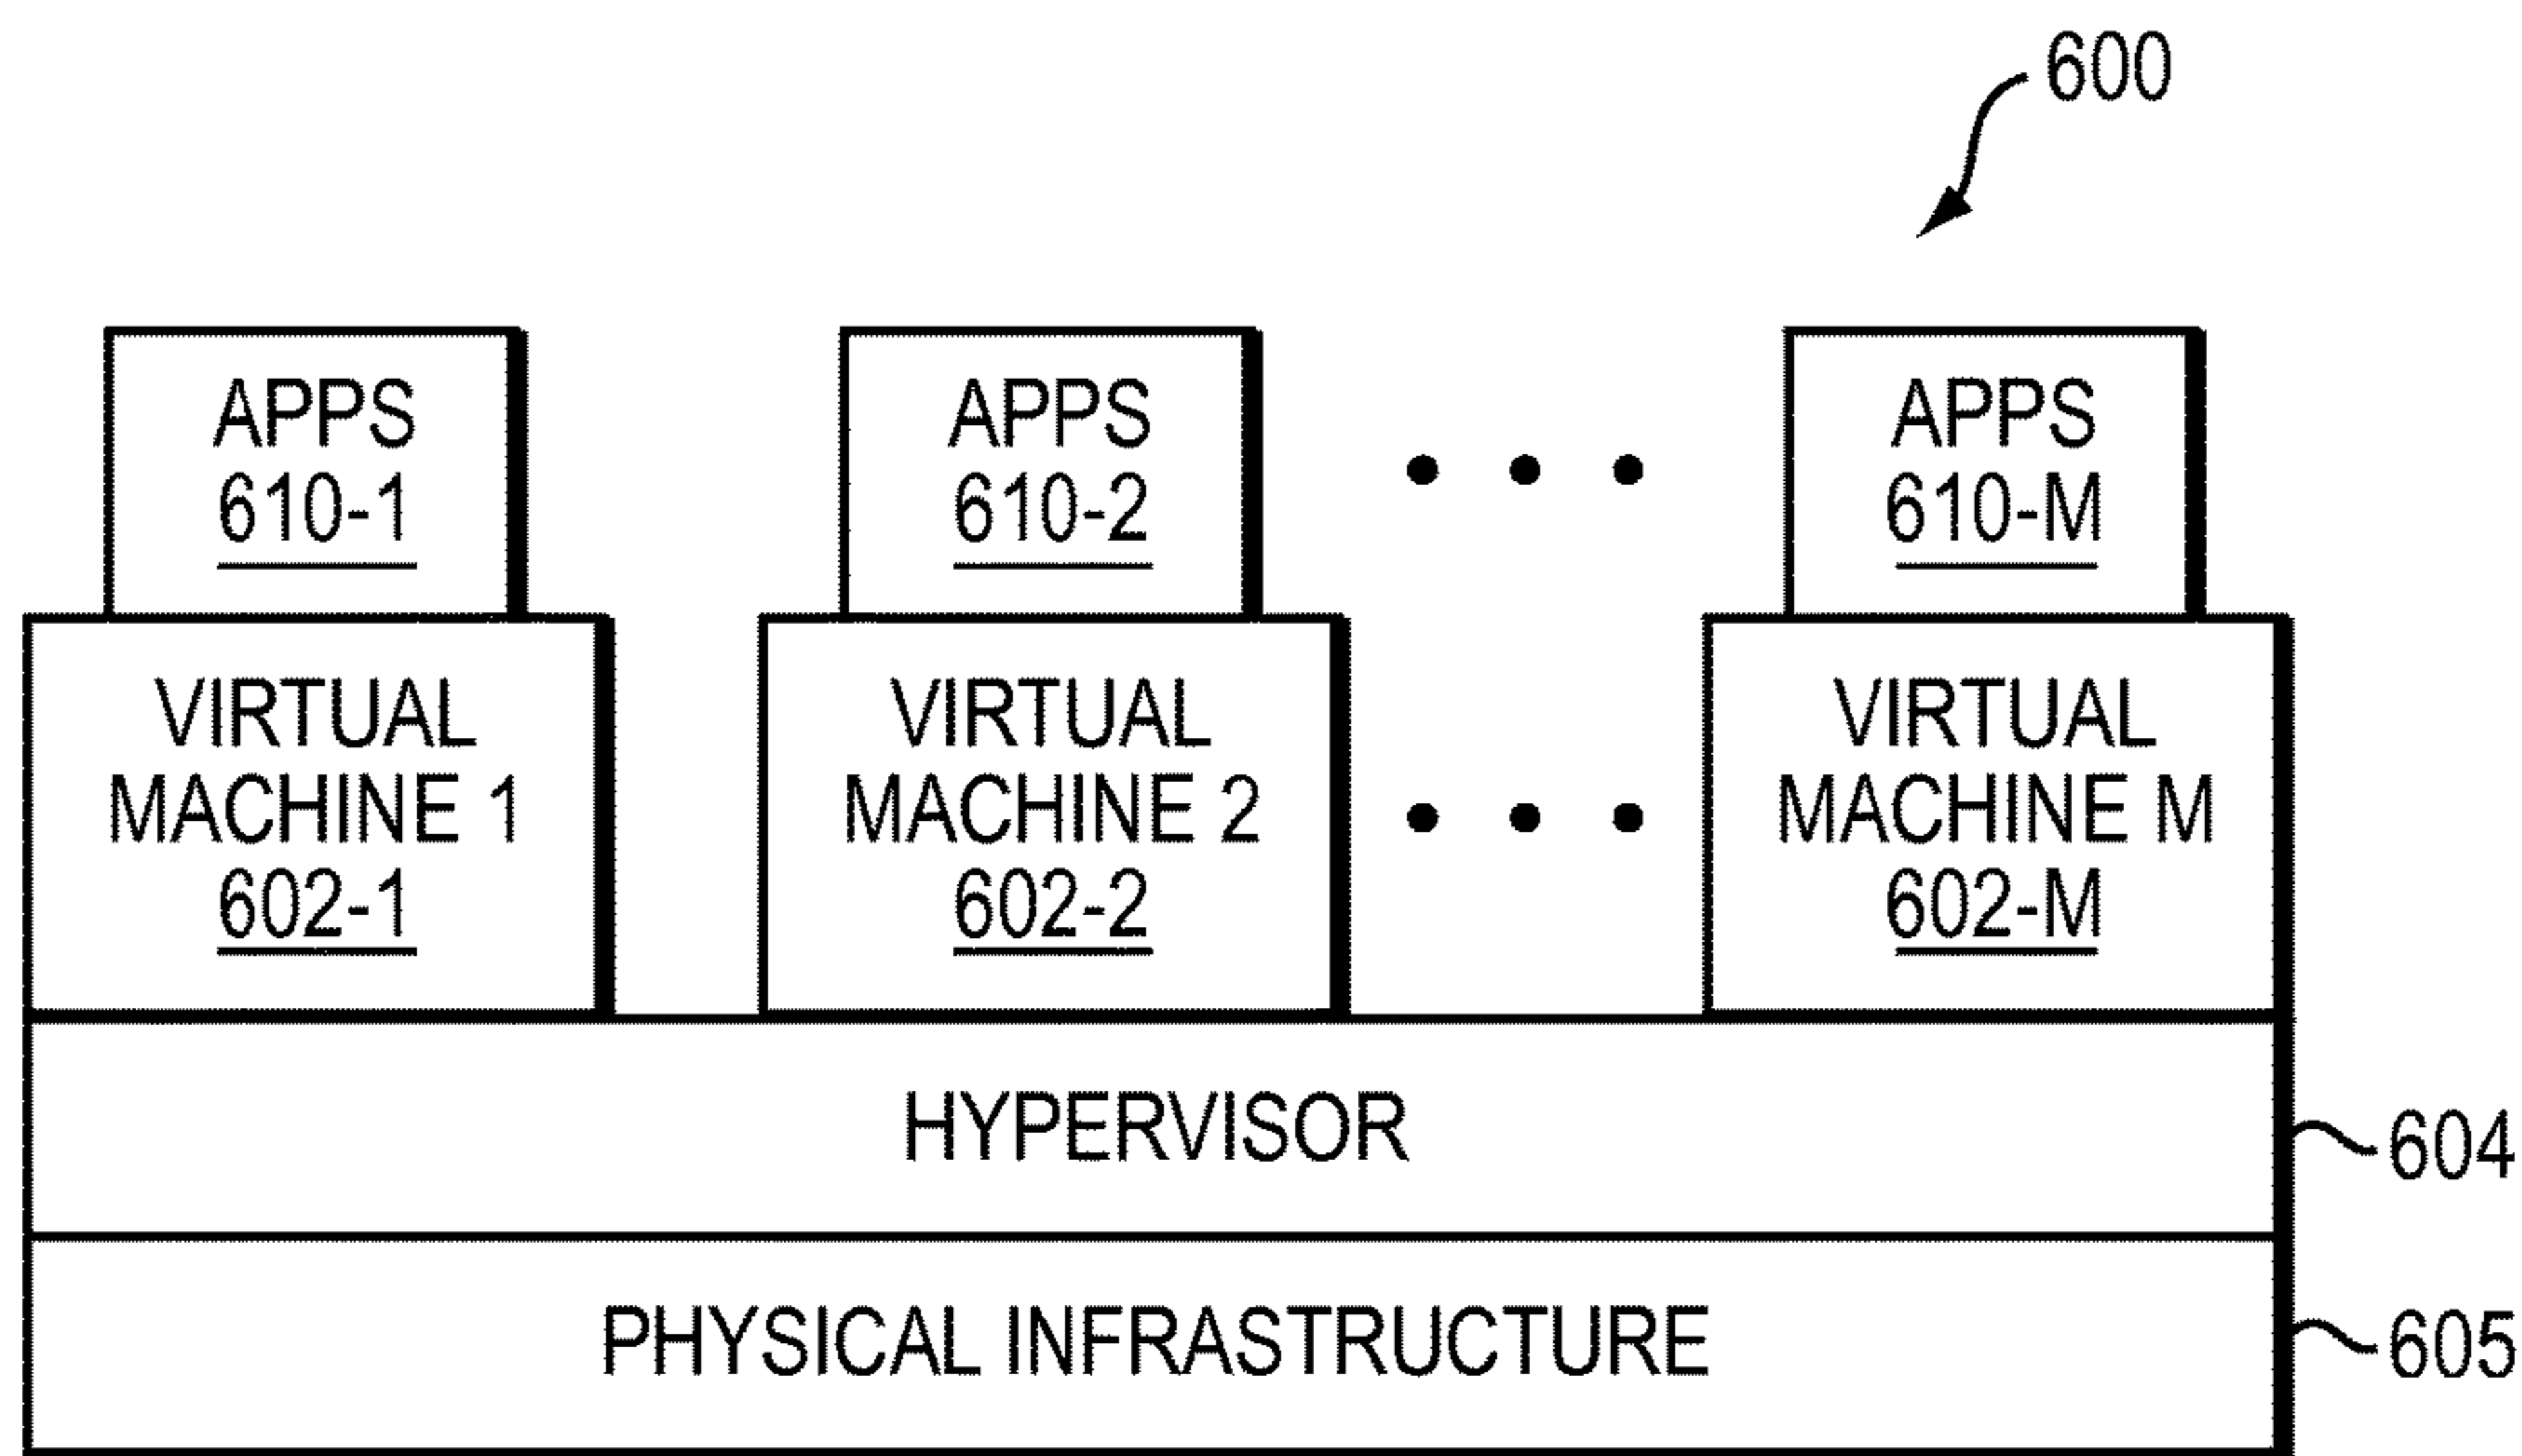 600
APPS
610-1
APPS
610-2
APPS
610-M
VIRTUAL
MACHINE 1
602-1
VIRTUAL
MACHINE 2
602-2
VIRTUAL
MACHINE M
602-M
HYPERVISOR
604
PHYSICAL INFRASTRUCTURE
605